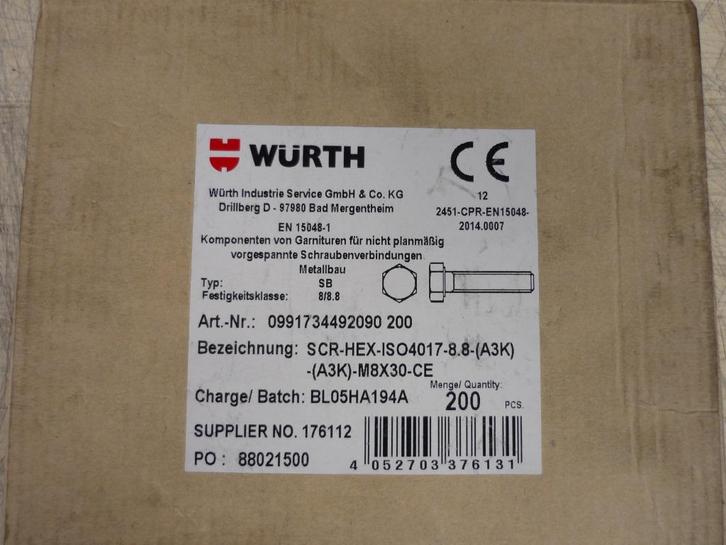 WÜRTH
CE
Würth Industrie Service GmbH & Co. KG
Drillberg D - 97980 Bad Mergentheim
12
2451-CPR-EN15048-
2014.0007
EN 15048-1
Komponenten von Garnituren für nicht planmäßig
vorgespannte Schraubenverbindungen
Metallbau
Typ: SB
Festigkeitsklasse: 8/8.8
Art.-Nr.: 0991734492090 200
Bezeichnung: SCR-HEX-ISO4017-8.8-(A3K)
-(A3K)-M8X30-CE
Menge/ Quantity:
Charge/ Batch: BL05HA194A 200 PCS.
SUPPLIER NO. 176112
PO : 88021500
4 052703 376131